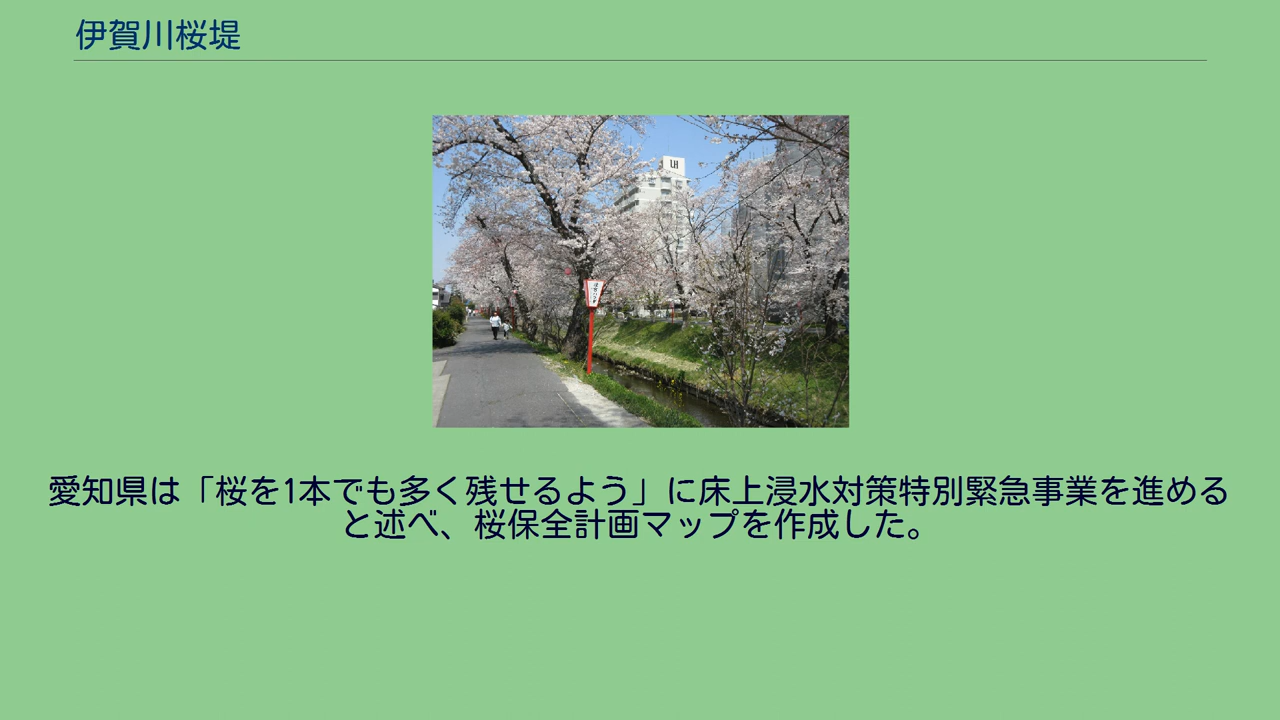 伊賀川桜堤
愛知県は「桜を1本でも多く残せるよう」に床上浸水対策特別緊急事業を進める
と述べ、桜保全計画マップを作成した。